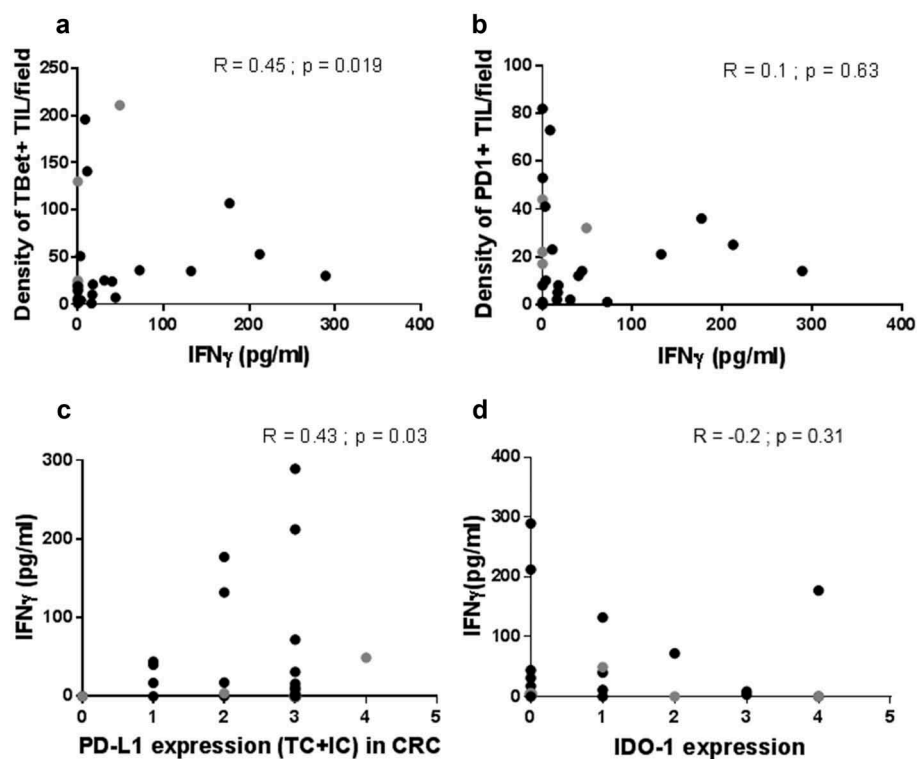 a
R = 0.45 ; p = 0.019
Density of TBet+ TIL/field
250
200
150
100
50
0
0 100 200 300 400
IFNγ (pg/ml)
b
R = 0.1 ; p = 0.63
Density of PD1+ TIL/field
100
80
60
40
20
0
0 100 200 300 400
IFNγ (pg/ml)
c
R = 0.43 ; p = 0.03
IFNγ (pg/ml)
300
200
100
0
0 1 2 3 4 5
PD-L1 expression (TC+IC) in CRC
d
R = -0.2 ; p = 0.31
IFNγ(pg/ml)
400
300
200
100
0
0 1 2 3 4 5
IDO-1 expression